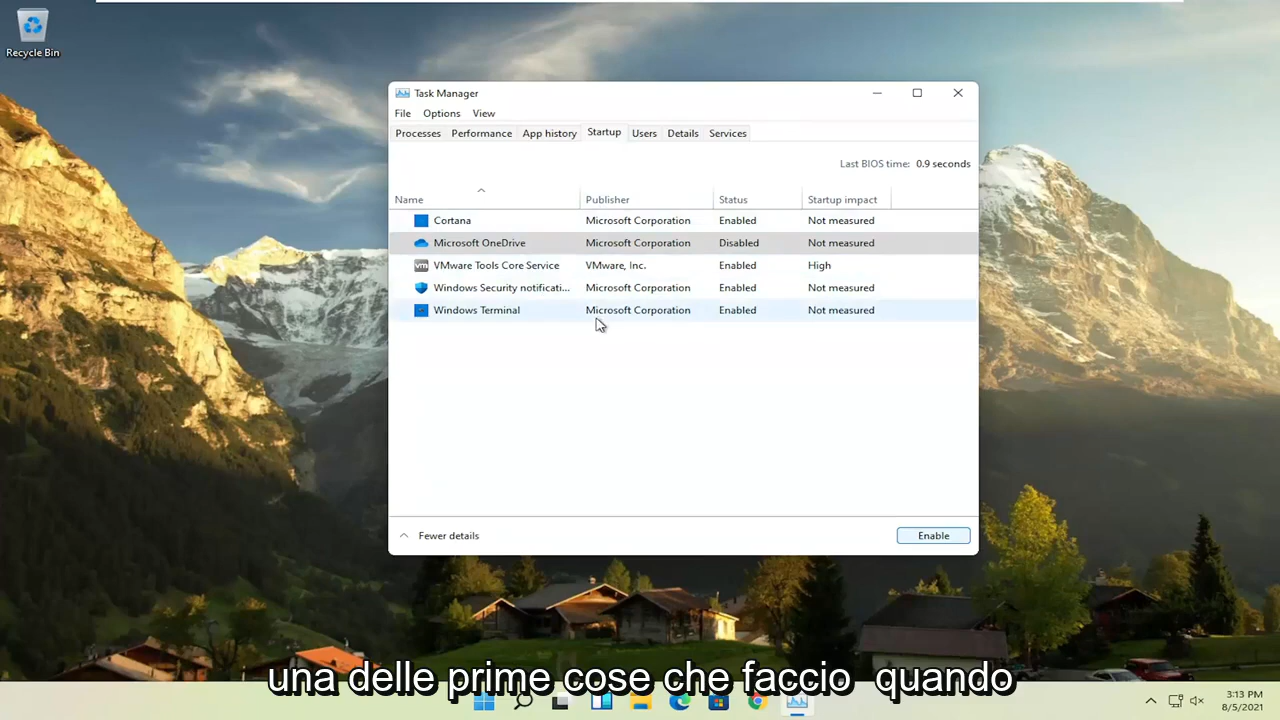 Recycle Bin
Task Manager
File Options View
Processes Performance App history Startup Users Details Services
Last BIOS time: 0.9 seconds
Name Publisher Status Startup impact
Cortana Microsoft Corporation Enabled Not measured
Microsoft OneDrive Microsoft Corporation Disabled Not measured
vm VMware Tools Core Service VMware, Inc. Enabled High
Windows Security notificati... Microsoft Corporation Enabled Not measured
Windows Terminal Microsoft Corporation Enabled Not measured
Fewer details Enable
una delle prime cose che faccio quando
3:13 PM
8/5/2021